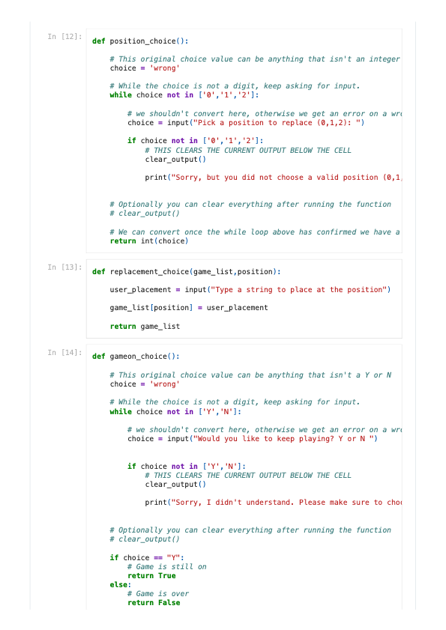 In [12]:
def position_choice():
# This original choice value can be anything that isn't an integer
choice = 'wrong'
# While the choice is not a digit, keep asking for input.
while choice not in ['0','1','2']:
# we shouldn't convert here, otherwise we get an error on a wro
choice = input("Pick a position to replace (0,1,2): ")
if choice not in ['0','1','2']:
# THIS CLEARS THE CURRENT OUTPUT BELOW THE CELL
clear_output()
print("Sorry, but you did not choose a valid position (0,1,
# Optionally you can clear everything after running the function
# clear_output()
# We can convert once the while loop above has confirmed we have a
return int(choice)
In [13]:
def replacement_choice(game_list,position):
user_placement = input("Type a string to place at the position")
game_list[position] = user_placement
return game_list
In [14]:
def gameon_choice():
# This original choice value can be anything that isn't a Y or N
choice = 'wrong'
# While the choice is not a digit, keep asking for input.
while choice not in ['Y','N']:
# we shouldn't convert here, otherwise we get an error on a wro
choice = input("Would you like to keep playing? Y or N ")
if choice not in ['Y','N']:
# THIS CLEARS THE CURRENT OUTPUT BELOW THE CELL
clear_output()
print("Sorry, I didn't understand. Please make sure to choo
# Optionally you can clear everything after running the function
# clear_output()
if choice == "Y":
# Game is still on
return True
else:
# Game is over
return False